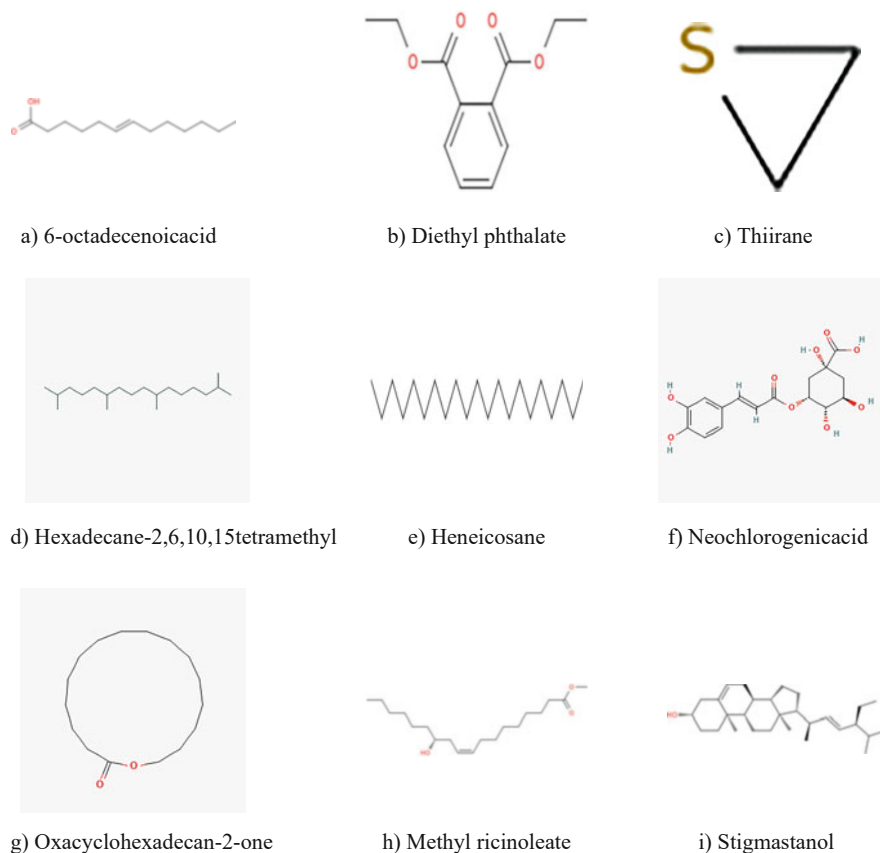 OH
O
a) 6-octadecenoicacid
O O
O O
b) Diethyl phthalate
S
c) Thiirane
d) Hexadecane-2,6,10,15tetramethyl
e) Heneicosane
O H
H O O
H H O
O O H
O H O O H
H
f) Neochlorogenicacid
O
O
g) Oxacyclohexadecan-2-one
O
O
HO
h) Methyl ricinoleate
HO
H H
H
i) Stigmastanol